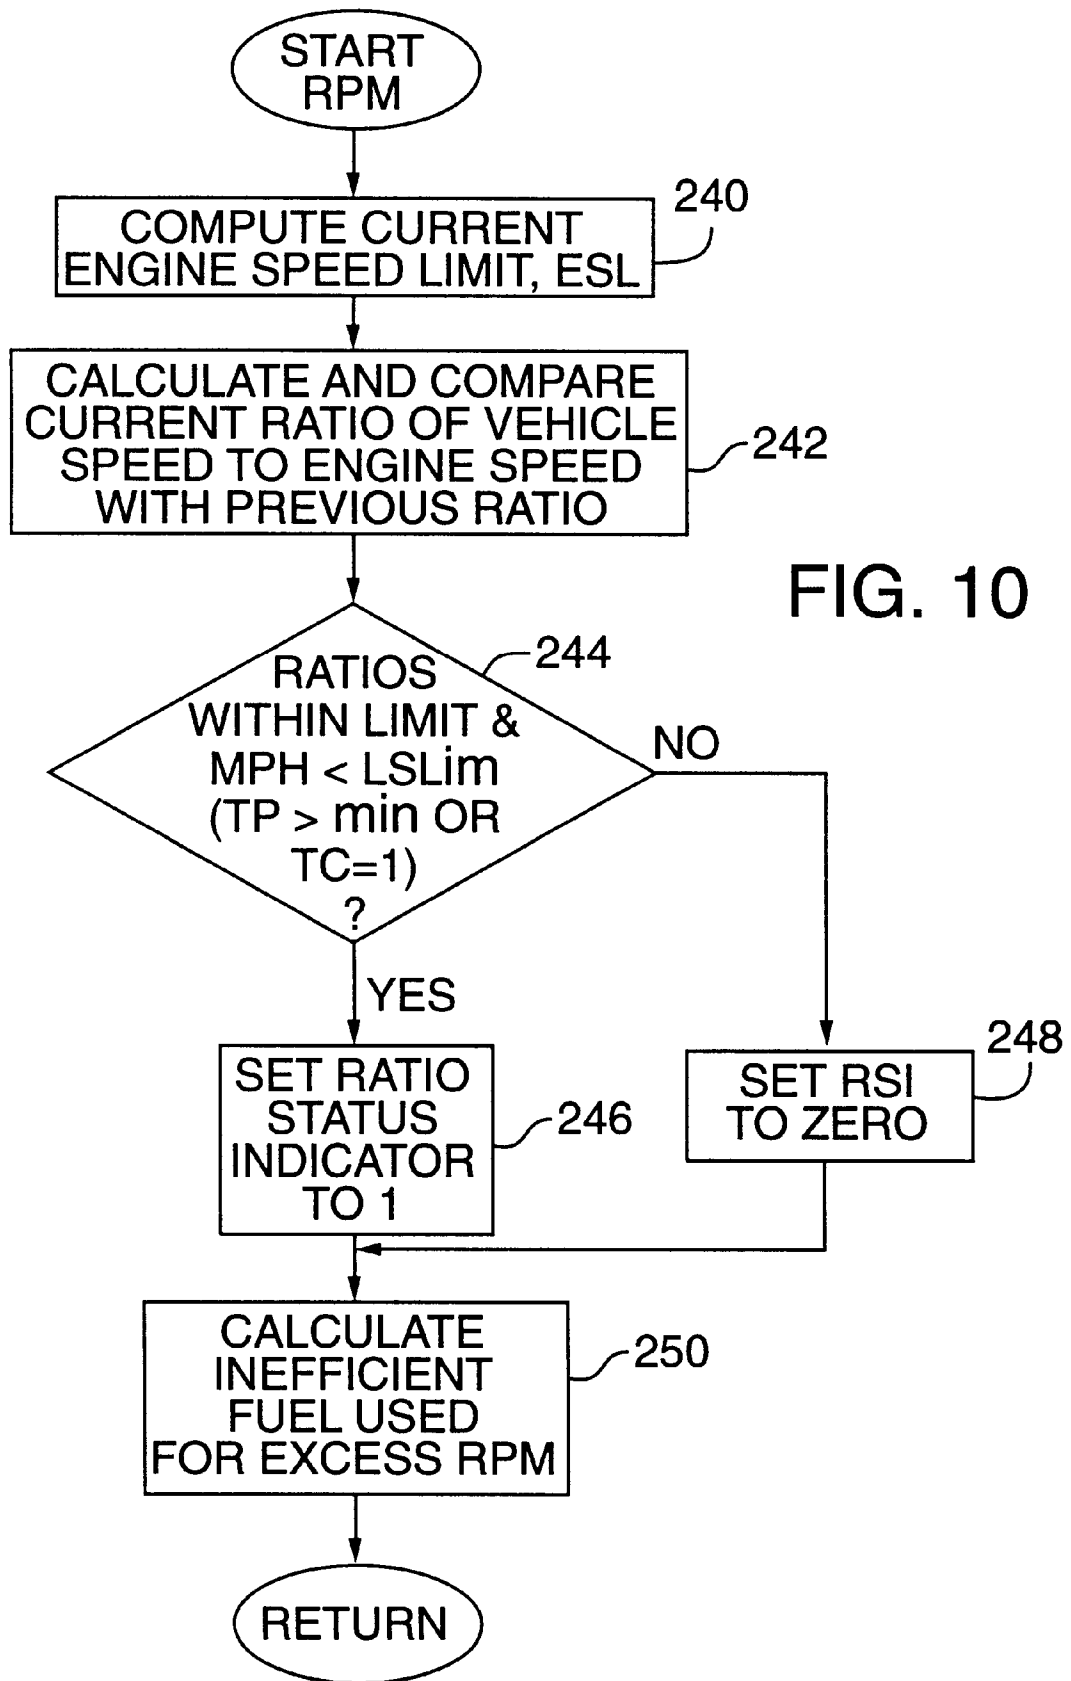 START
RPM
240
COMPUTE CURRENT
ENGINE SPEED LIMIT, ESL
CALCULATE AND COMPARE
CURRENT RATIO OF VEHICLE
SPEED TO ENGINE SPEED
WITH PREVIOUS RATIO
242
FIG. 10
244
RATIOS
WITHIN LIMIT &
MPH < LSLim
(TP > min OR
TC=1)
?
NO
YES
SET RATIO
STATUS
INDICATOR
TO 1
246
248
SET RSI
TO ZERO
CALCULATE
INEFFICIENT
FUEL USED
FOR EXCESS RPM
250
RETURN